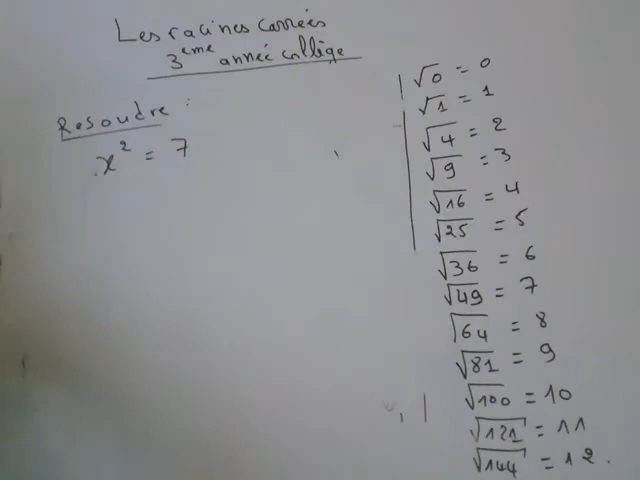 Les racines carrées
3ème année collège
Resoudre :
x² = 7
√0 = 0
√1 = 1
√4 = 2
√9 = 3
√16 = 4
√25 = 5
√36 = 6
√49 = 7
√64 = 8
√81 = 9
√100 = 10
√121 = 11
√144 = 12.